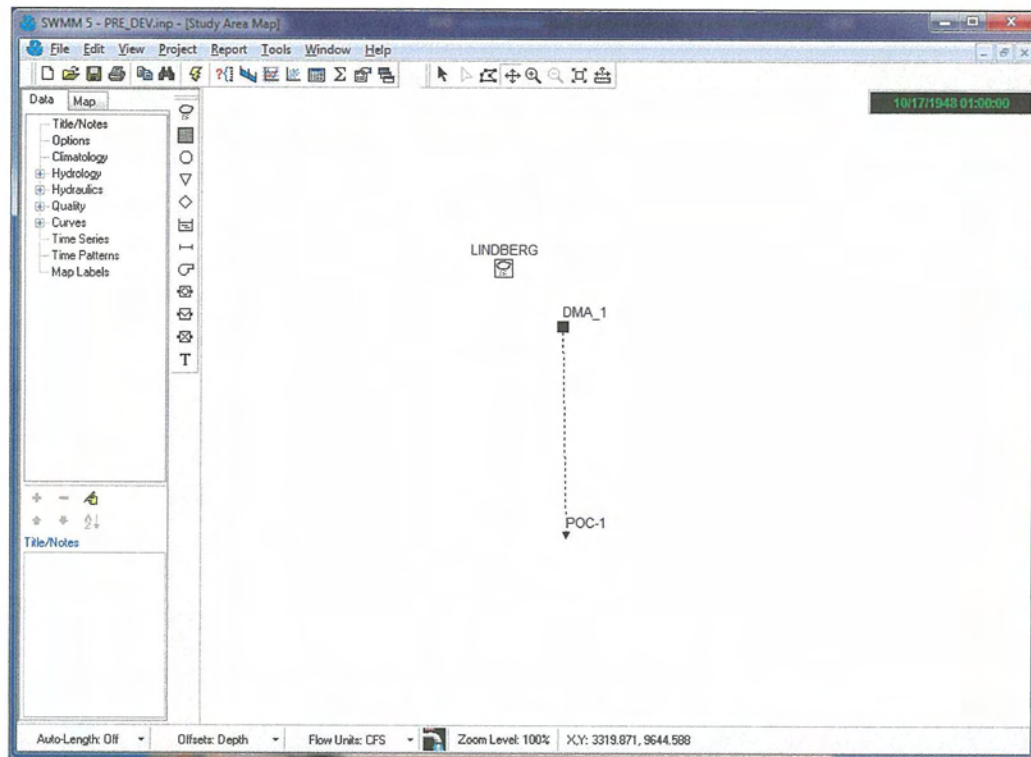 SWMM 5 - PRE_DEV.inp - [Study Area Map]
File Edit View Project Report Tools Window Help
Data Map
10/17/1948 01:00:00
Title/Notes
Options
Climatology
Hydrology
Hydraulics
Quality
Curves
Time Series
Time Patterns
Map Labels
T
LINDBERG
DMA_1
POC-1
Title/Notes
Auto-Length: Off Offsets: Depth Flow Units: CFS Zoom Level: 100% X,Y: 3319.871, 9644.588